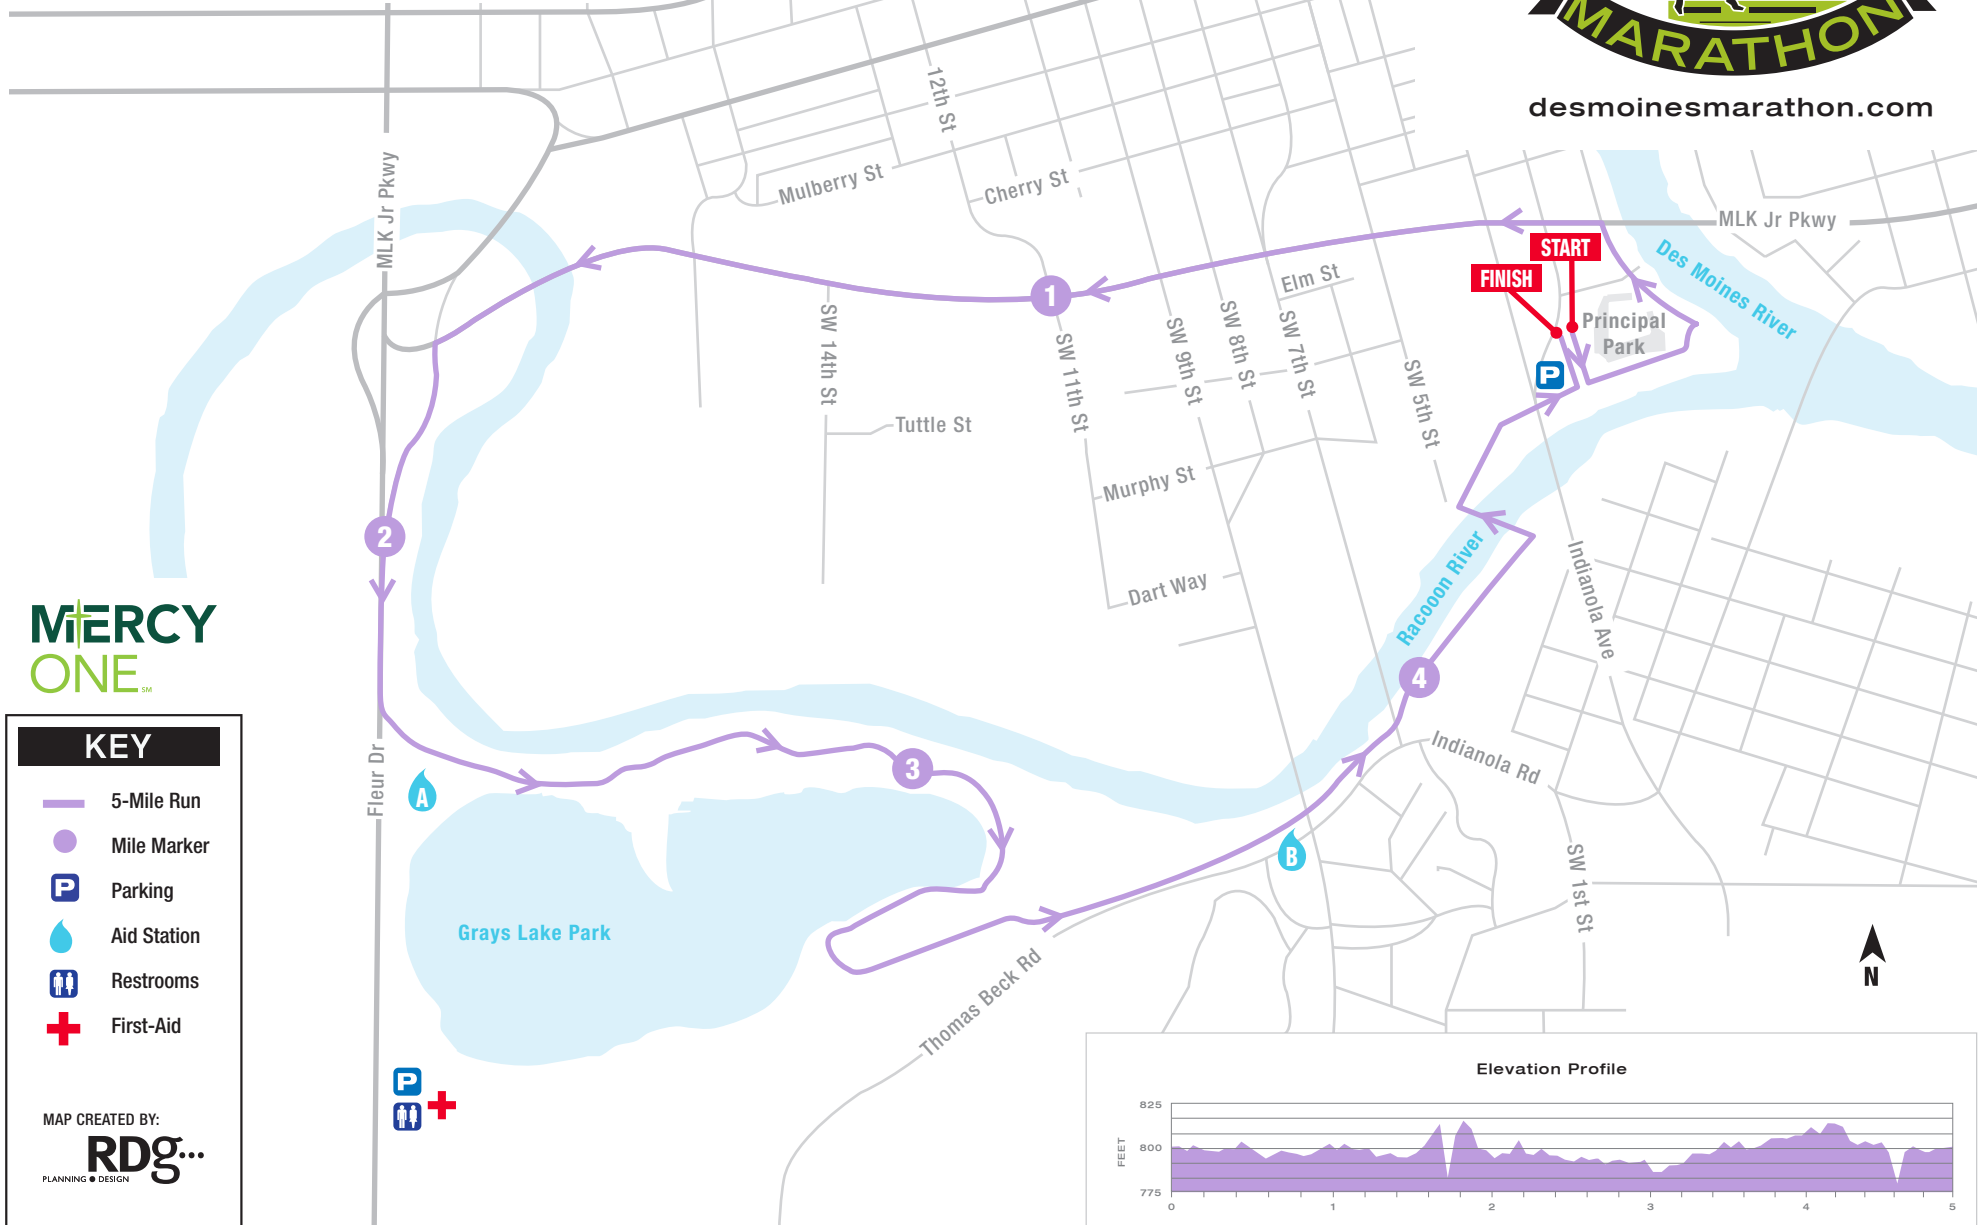 MARATHON
desmoinesmarathon.com
12th St
MLK Jr Pkwy
Mulberry St
Cherry St
MLK Jr Pkwy
START
FINISH
Des Moines River
Elm St
1
Principal
Park
P
SW 14th St
SW 11th St
SW 9th St
SW 8th St
SW 7th St
SW 5th St
Tuttle St
Murphy St
2
Dart Way
Racooon River
Indianola Ave
4
Indianola Rd
Fleur Dr
A
3
B
SW 1st St
Grays Lake Park
Thomas Beck Rd
N
P
MERCY
ONE SM
KEY
5-Mile Run
Mile Marker
P Parking
Aid Station
Restrooms
First-Aid
MAP CREATED BY:
RDg...
PLANNING • DESIGN
Elevation Profile
FEET
825
800
775
0 1 2 3 4 5